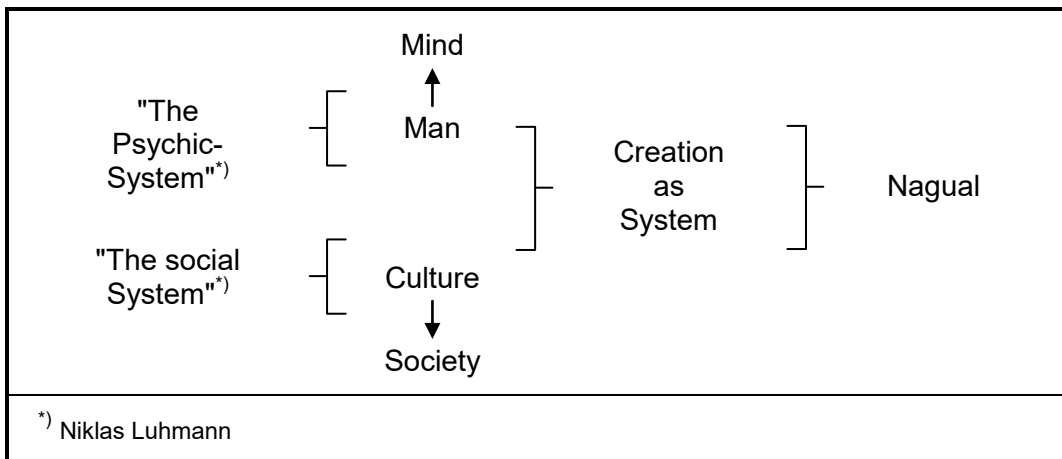 Mind
"The
Psychic-
System"*)
Man
Creation
as
System
Nagual
"The social
System"*)
Culture
Society
*) Niklas Luhmann